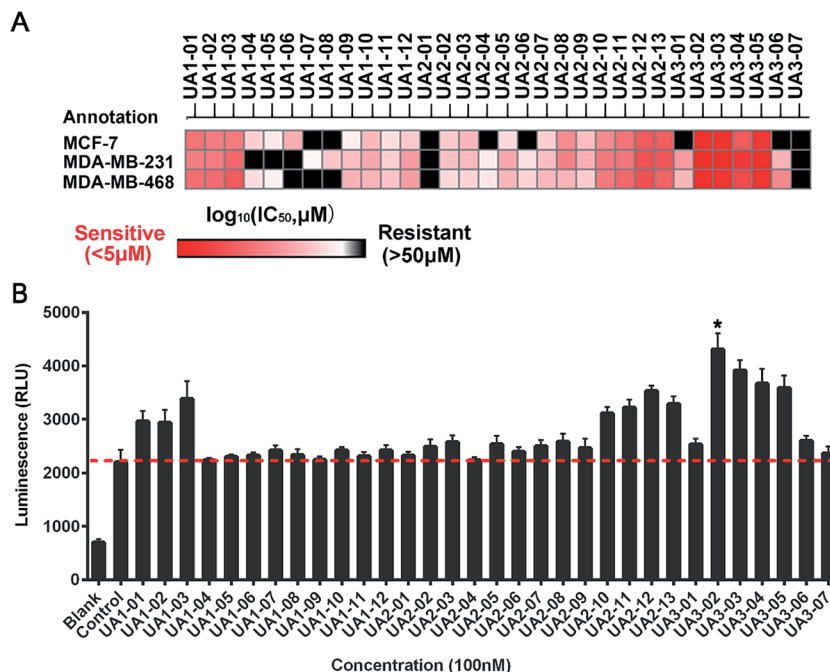 A
UA1-01 UA1-02 UA1-03 UA1-04 UA1-05 UA1-06 UA1-07 UA1-08 UA1-09 UA1-10 UA1-11 UA1-12 UA2-01 UA2-02 UA2-03 UA2-04 UA2-05 UA2-06 UA2-07 UA2-08 UA2-09 UA2-10 UA2-11 UA2-12 UA2-13 UA3-01 UA3-02 UA3-03 UA3-04 UA3-05 UA3-06 UA3-07
Annotation
MCF-7
MDA-MB-231
MDA-MB-468
log₁₀(IC₅₀,μM)
Sensitive
(<5μM)
Resistant
(>50μM)
B
Luminescence (RLU)
5000
4000
3000
2000
1000
0
*
Blank Control UA1-01 UA1-02 UA1-03 UA1-04 UA1-05 UA1-06 UA1-07 UA1-08 UA1-09 UA1-10 UA1-11 UA1-12 UA2-01 UA2-02 UA2-03 UA2-04 UA2-05 UA2-06 UA2-07 UA2-08 UA2-09 UA2-10 UA2-11 UA2-12 UA2-13 UA3-01 UA3-02 UA3-03 UA3-04 UA3-05 UA3-06 UA3-07
Concentration (100nM)